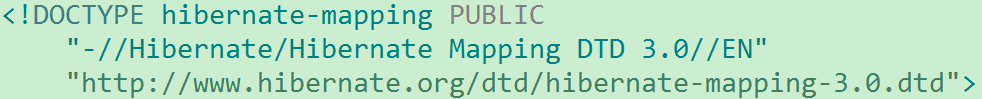 <!DOCTYPE hibernate-mapping PUBLIC
"-//Hibernate/Hibernate Mapping DTD 3.0//EN"
"http://www.hibernate.org/dtd/hibernate-mapping-3.0.dtd">